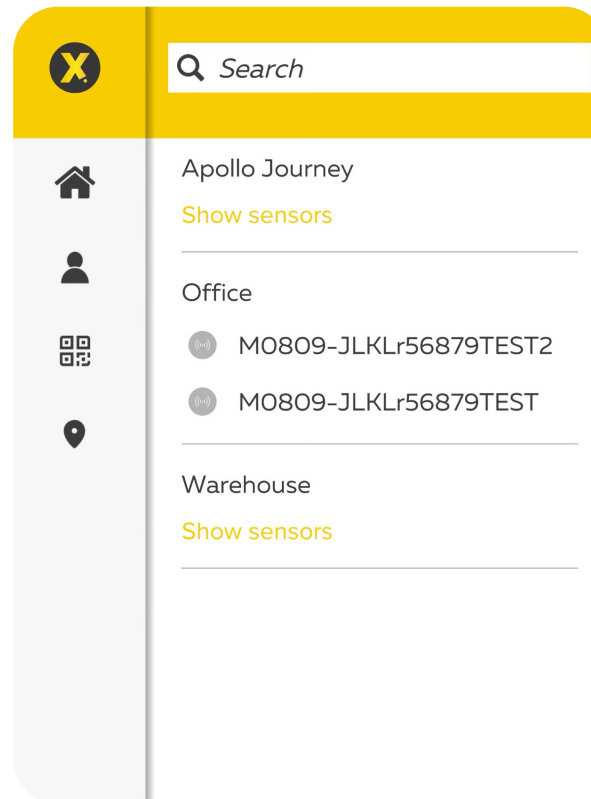 X.
Search
Apollo Journey
Show sensors
Office
M0809-JLKLr56879TEST2
M0809-JLKLr56879TEST
Warehouse
Show sensors